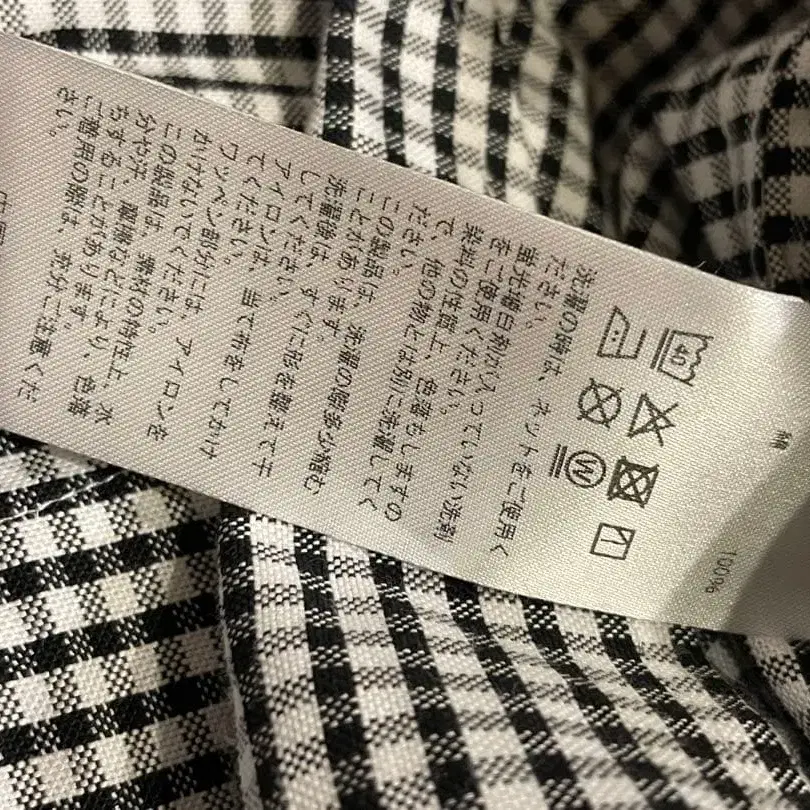 綿
100%
40
W
洗濯の時は、ネットをご使用く
ださい。
蛍光増白剤が入っていない洗剤
をご使用ください。
染料の性質上、色落ちしますの
で、他の物とは別に洗濯してく
ださい。
この製品は、洗濯の際多少縮む
ことがあります。
洗濯後は、すぐに形を整えて干
してください。
アイロンは、当て布をしてかけ
てください。
ワッペン部分には、アイロンを
かけないでください。
この製品は、素材の特性上、水
分や汗、摩擦などにより、色落
ちすることがあります。
ご着用の際は、充分ご注意くだ
さい。